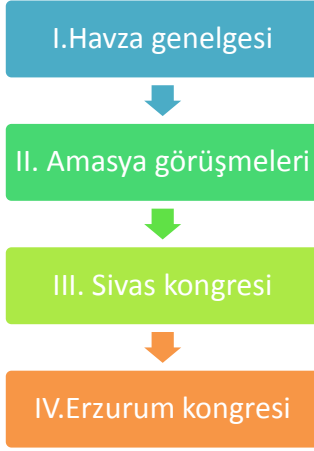 I.Havza genelgesi
II. Amasya görüşmeleri
III. Sivas kongresi
IV.Erzurum kongresi